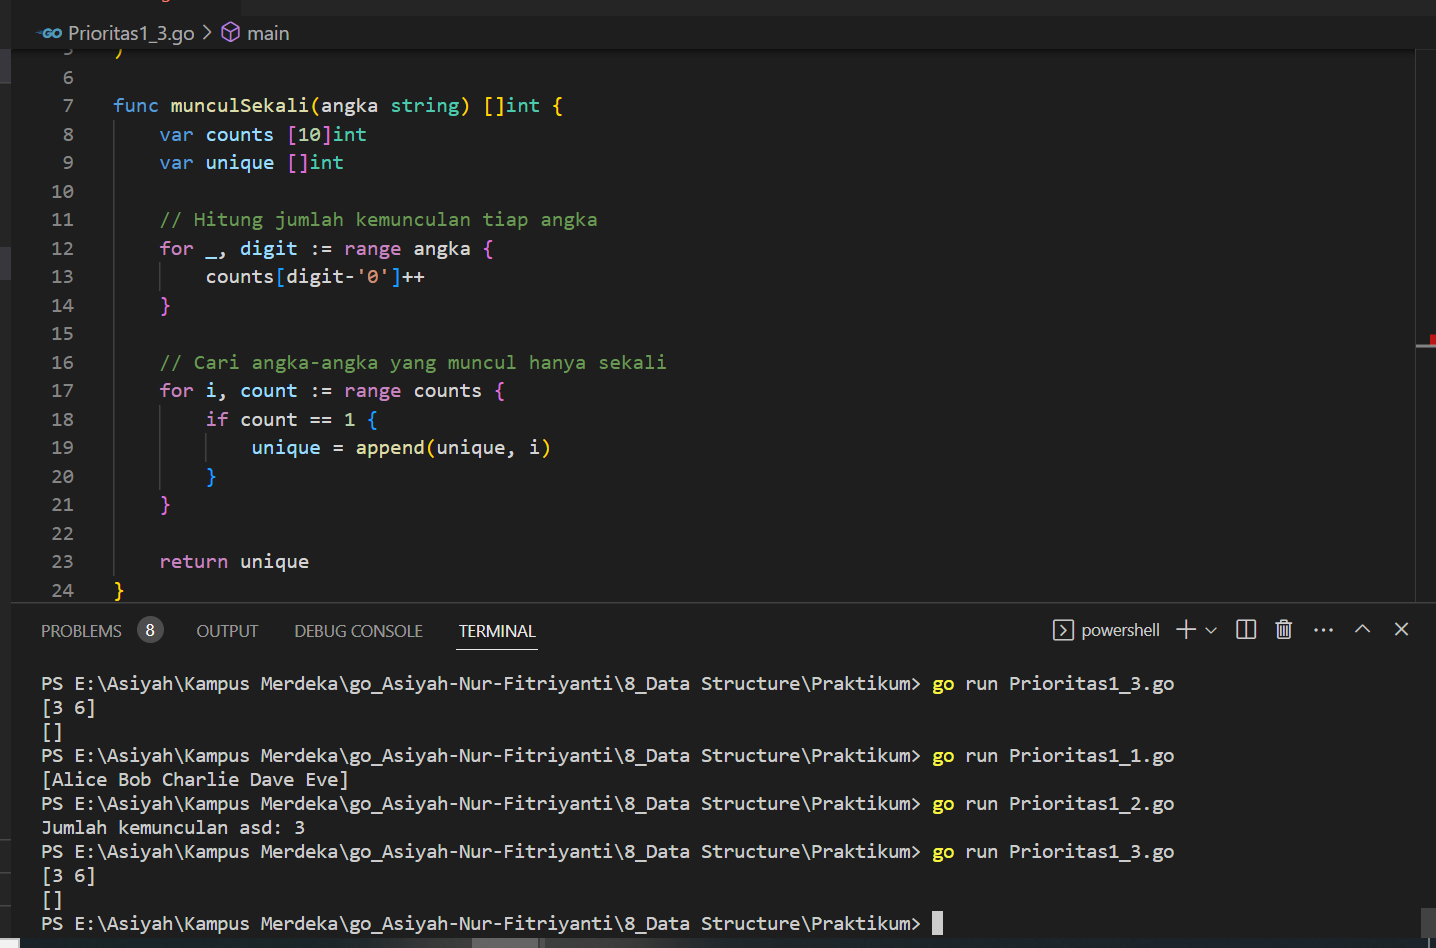 GO Prioritas1_3.go > main
5 )
6
7 func munculSekali(angka string) []int {
8 var counts [10]int
9 var unique []int
10
11 // Hitung jumlah kemunculan tiap angka
12 for _, digit := range angka {
13 counts[digit-'0']++
14 }
15
16 // Cari angka-angka yang muncul hanya sekali
17 for i, count := range counts {
18 if count == 1 {
19 unique = append(unique, i)
20 }
21 }
22
23 return unique
24 }
PROBLEMS 8 OUTPUT DEBUG CONSOLE TERMINAL powershell
PS E:\Asiyah\Kampus Merdeka\go_Asiyah-Nur-Fitriyanti\8_Data Structure\Praktikum> go run Prioritas1_3.go
[3 6]
[]
PS E:\Asiyah\Kampus Merdeka\go_Asiyah-Nur-Fitriyanti\8_Data Structure\Praktikum> go run Prioritas1_1.go
[Alice Bob Charlie Dave Eve]
PS E:\Asiyah\Kampus Merdeka\go_Asiyah-Nur-Fitriyanti\8_Data Structure\Praktikum> go run Prioritas1_2.go
Jumlah kemunculan asd: 3
PS E:\Asiyah\Kampus Merdeka\go_Asiyah-Nur-Fitriyanti\8_Data Structure\Praktikum> go run Prioritas1_3.go
[3 6]
[]
PS E:\Asiyah\Kampus Merdeka\go_Asiyah-Nur-Fitriyanti\8_Data Structure\Praktikum>